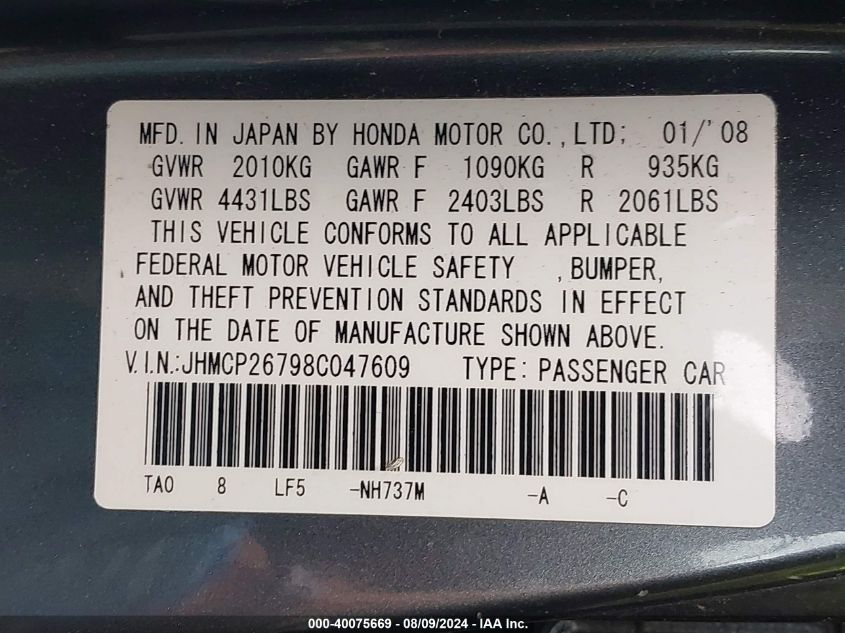 MFD. IN JAPAN BY HONDA MOTOR CO., LTD; 01/'08
GVWR 2010KG GAWR F 1090KG R 935KG
GVWR 4431LBS GAWR F 2403LBS R 2061LBS
THIS VEHICLE CONFORMS TO ALL APPLICABLE
FEDERAL MOTOR VEHICLE SAFETY , BUMPER,
AND THEFT PREVENTION STANDARDS IN EFFECT
ON THE DATE OF MANUFACTURE SHOWN ABOVE.
V.I.N.:JHMCP26798C047609 TYPE: PASSENGER CAR
TA0 8 LF5 -NH737M -A -C
000-40075669 - 08/09/2024 - IAA Inc.